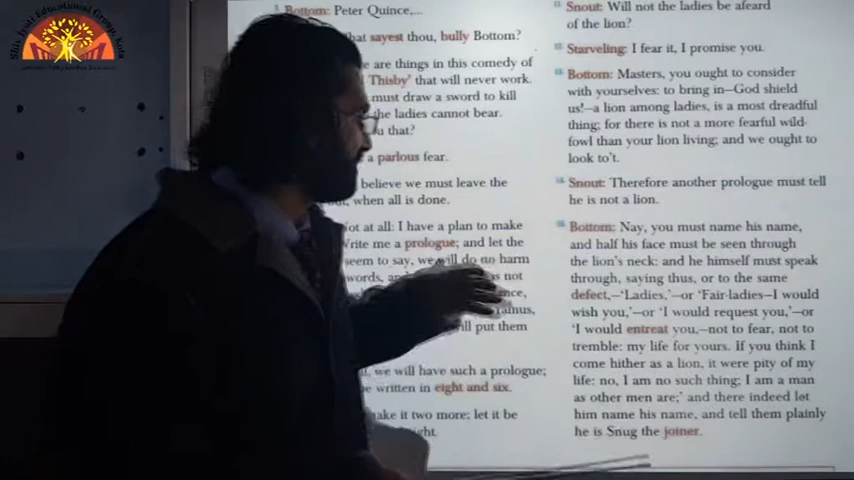 Shiv Jyoti Educational Group, Kota
Bottom: Peter Quince,...
sayest thou, bully Bottom?
are things in this comedy of
Thisby' that will never work.
must draw a sword to kill
the ladies cannot bear.
you that?
a parlous fear.
believe we must leave the
when all is done.
Not at all: I have a plan to make
Write me a prologue; and let the
seem to say, we will do no harm
is not
will put them
we will have such a prologue;
written in eight and six.
make it two more; let it be
Snout: Will not the ladies be afeard
of the lion?
Starveling: I fear it, I promise you.
Bottom: Masters, you ought to consider
with yourselves: to bring in—God shield
us!—a lion among ladies, is a most dreadful
thing; for there is not a more fearful wild-
fowl than your lion living; and we ought to
look to't.
Snout: Therefore another prologue must tell
he is not a lion.
Bottom: Nay, you must name his name,
and half his face must be seen through
the lion's neck: and he himself must speak
through, saying thus, or to the same
defect,—'Ladies,'—or 'Fair-ladies—I would
wish you,'—or 'I would request you,'—or
'I would entreat you,—not to fear, not to
tremble: my life for yours. If you think I
come hither as a lion, it were pity of my
life: no, I am no such thing; I am a man
as other men are;' and there indeed let
him name his name, and tell them plainly
he is Snug the joiner.